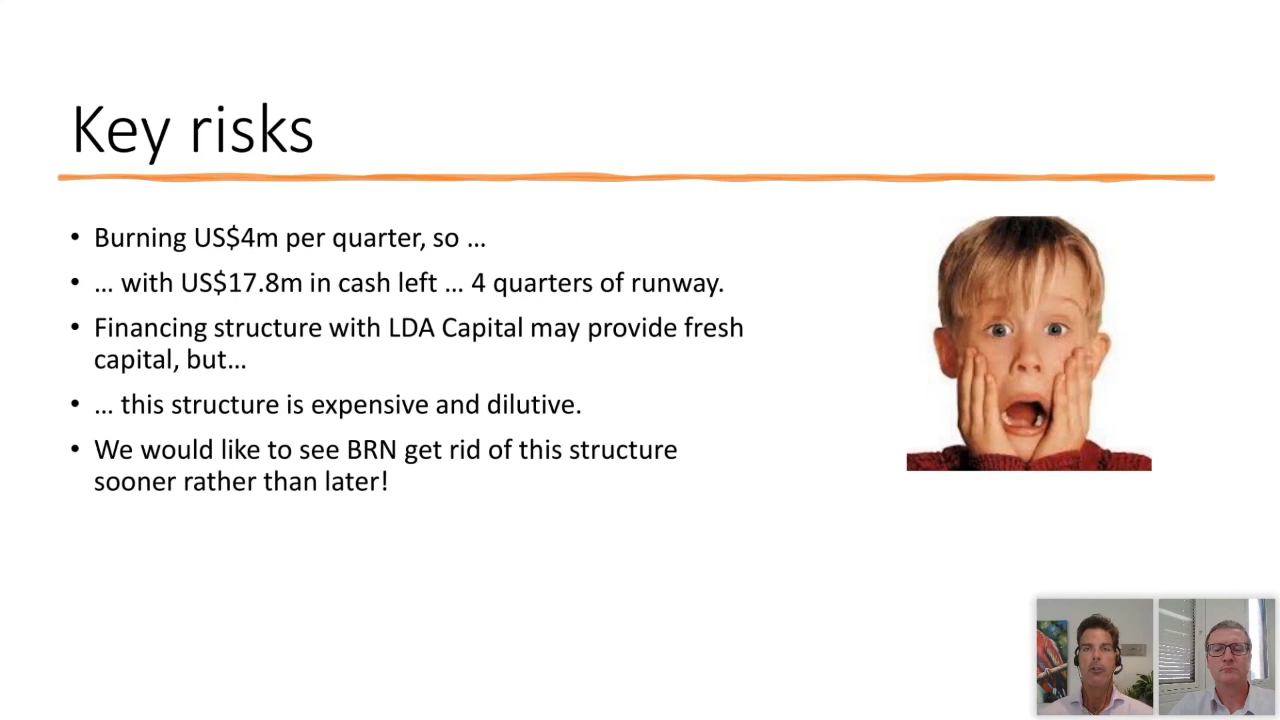 Key risks
• Burning US$4m per quarter, so …
• … with US$17.8m in cash left … 4 quarters of runway.
• Financing structure with LDA Capital may provide fresh
capital, but…
• … this structure is expensive and dilutive.
• We would like to see BRN get rid of this structure
sooner rather than later!